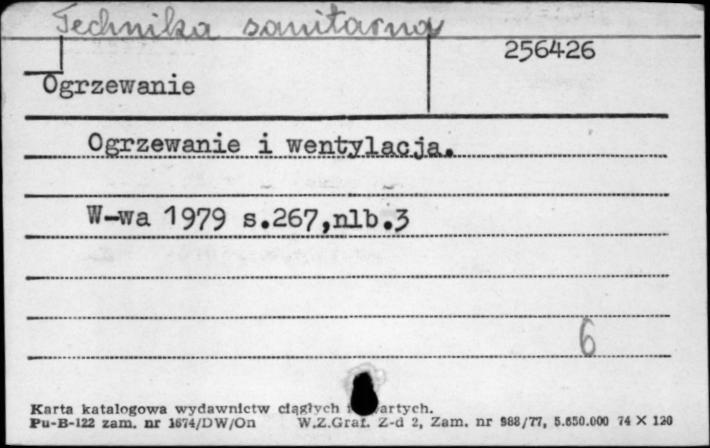 Technika sanitarna
256426
Ogrzewanie
Ogrzewanie i wentylacja.
W-wa 1979 s.267,nlb.3
6
Karta katalogowa wydawnictw ciągłych i
Pu-B-122 zam. nr 1674/DW/On W.Z.Graf. Z-d 2, Zam. nr 988/77, 5.650.000 74 X 120